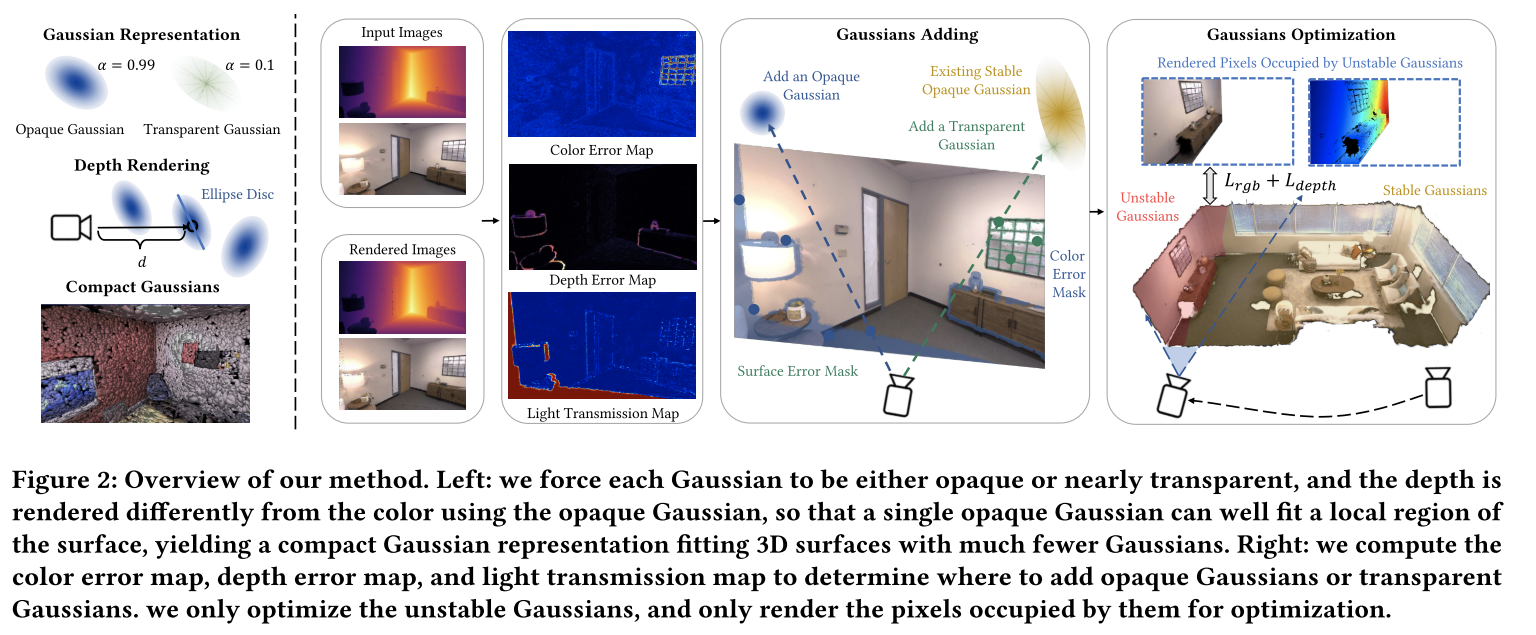 Gaussian Representation
α = 0.99
α = 0.1
Opaque Gaussian
Transparent Gaussian
Depth Rendering
Ellipse Disc
d
Compact Gaussians
Input Images
Rendered Images
Color Error Map
Depth Error Map
Light Transmission Map
Gaussians Adding
Add an Opaque
Gaussian
Existing Stable
Opaque Gaussian
Add a Transparent
Gaussian
Color
Error
Mask
Surface Error Mask
Gaussians Optimization
Rendered Pixels Occupied by Unstable Gaussians
L_rgb + L_depth
Unstable
Gaussians
Stable Gaussians
Figure 2: Overview of our method. Left: we force each Gaussian to be either opaque or nearly transparent, and the depth is
rendered differently from the color using the opaque Gaussian, so that a single opaque Gaussian can well fit a local region of
the surface, yielding a compact Gaussian representation fitting 3D surfaces with much fewer Gaussians. Right: we compute the
color error map, depth error map, and light transmission map to determine where to add opaque Gaussians or transparent
Gaussians. we only optimize the unstable Gaussians, and only render the pixels occupied by them for optimization.